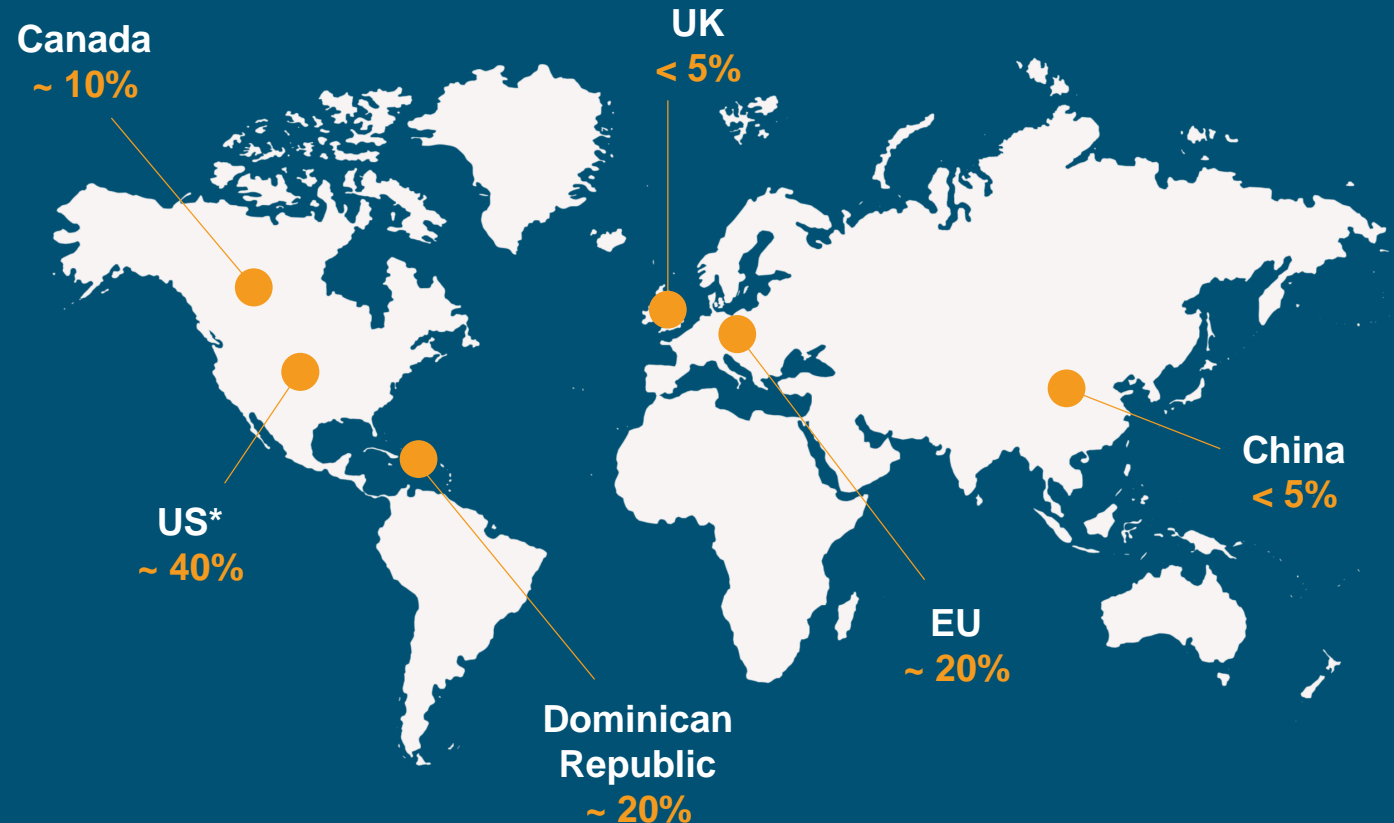 Canada
~ 10%
UK
< 5%
US*
~ 40%
China
< 5%
EU
~ 20%
Dominican
Republic
~ 20%